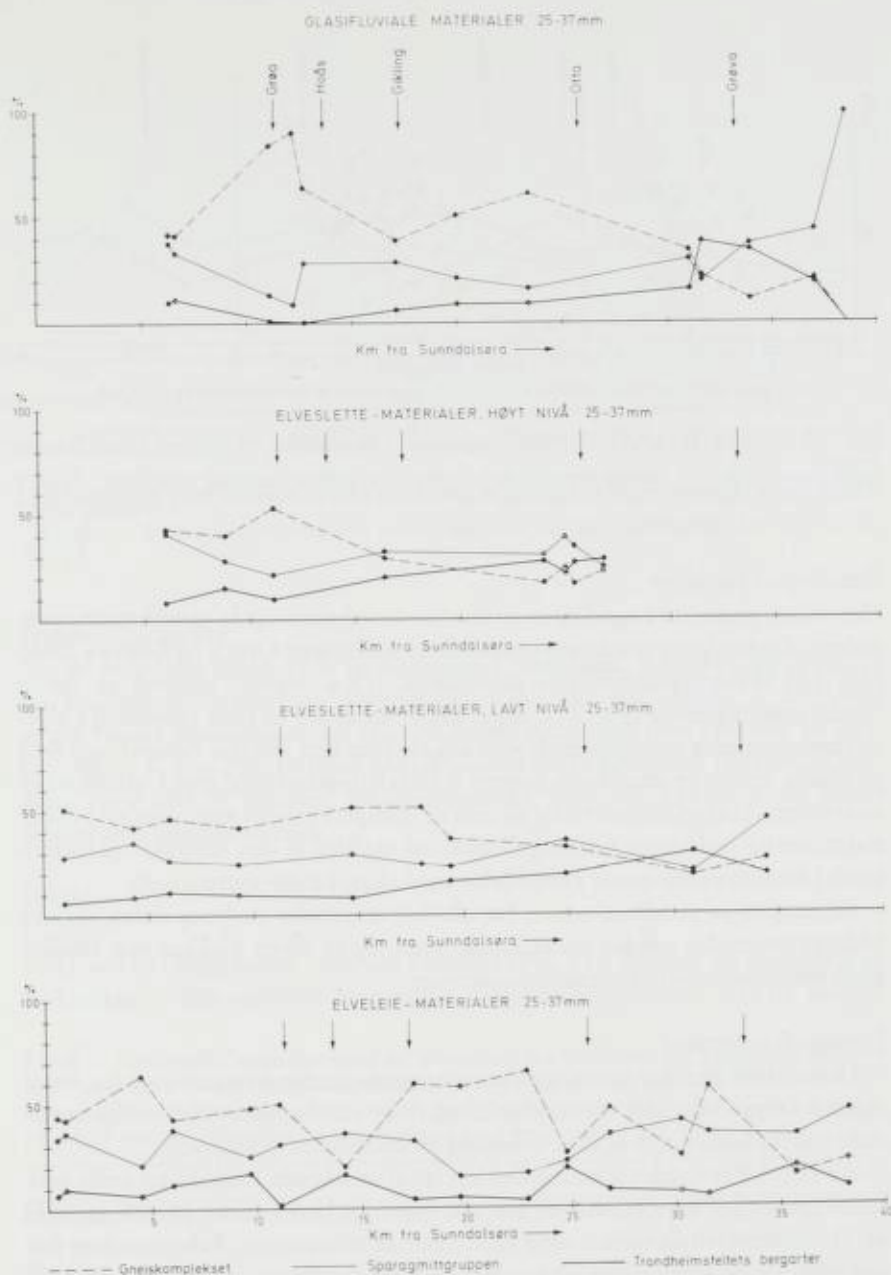 GLASIFLUVIALE MATERIALER 25-37mm
Grøa
Hoås
Gikling
Otta
Grøva
%
100
50
Km fra Sunndalsøra
%
100
ELVESLETTE-MATERIALER, HØYT NIVÅ 25-37mm
50
Km fra Sunndalsøra
%
100
ELVESLETTE-MATERIALER, LAVT NIVÅ 25-37mm
50
Km fra Sunndalsøra
%
100
ELVELEIE-MATERIALER 25-37mm
50
5 10 15 20 25 30 35 40
Km fra Sunndalsøra
Gneiskomplekset Sparagmittgruppen Trondheimsfeltets bergarter